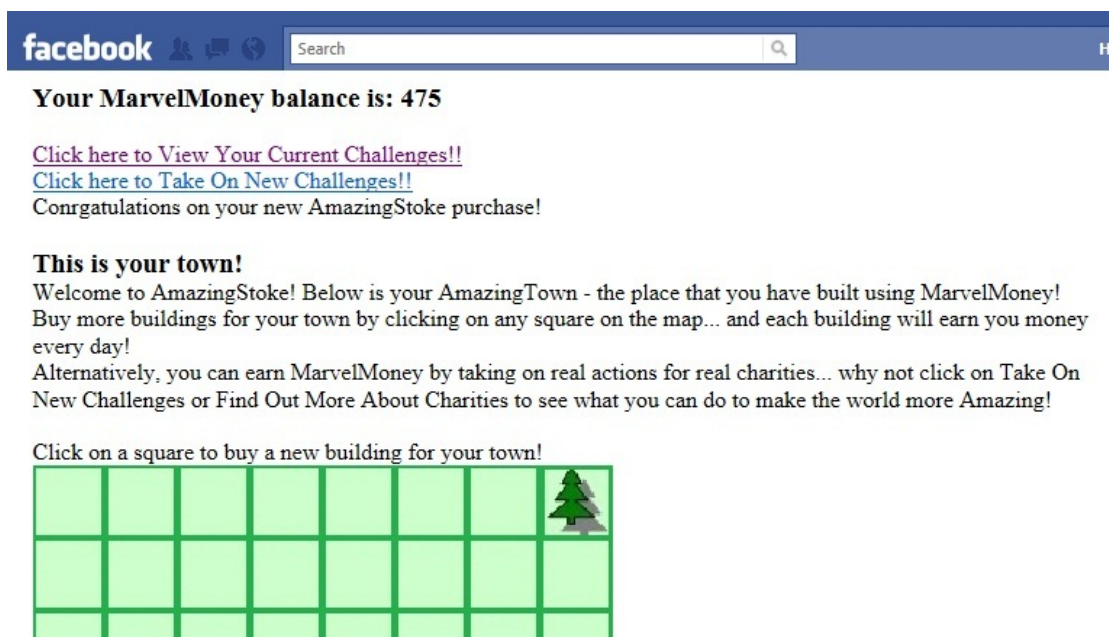 facebook
Search
H
Your MarvelMoney balance is: 475
Click here to View Your Current Challenges!!
Click here to Take On New Challenges!!
Conrgatulations on your new AmazingStoke purchase!
This is your town!
Welcome to AmazingStoke! Below is your AmazingTown - the place that you have built using MarvelMoney!
Buy more buildings for your town by clicking on any square on the map... and each building will earn you money
every day!
Alternatively, you can earn MarvelMoney by taking on real actions for real charities... why not click on Take On
New Challenges or Find Out More About Charities to see what you can do to make the world more Amazing!
Click on a square to buy a new building for your town!